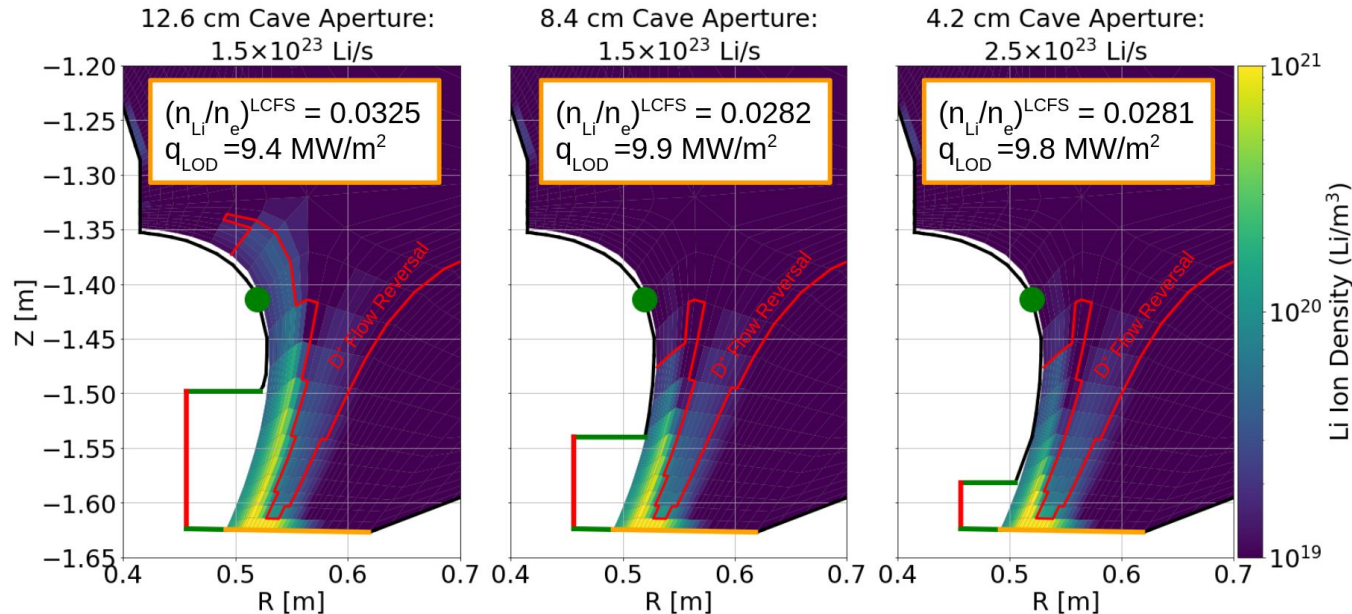 12.6 cm Cave Aperture:
1.5×10²³ Li/s
8.4 cm Cave Aperture:
1.5×10²³ Li/s
4.2 cm Cave Aperture:
2.5×10²³ Li/s
(n_Li/n_e)^LCFS = 0.0325
q_LOD =9.4 MW/m²
(n_Li/n_e)^LCFS = 0.0282
q_LOD =9.9 MW/m²
(n_Li/n_e)^LCFS = 0.0281
q_LOD =9.8 MW/m²
Z [m]
−1.20
−1.25
−1.30
−1.35
−1.40
−1.45
−1.50
−1.55
−1.60
−1.65
D⁺ Flow Reversal
D⁺ Flow Reversal
D⁺ Flow Reversal
0.4 0.5 0.6 0.7
0.4 0.5 0.6 0.7
0.4 0.5 0.6 0.7
R [m]
R [m]
R [m]
10²¹
10²⁰
10¹⁹
Li Ion Density (Li/m³)